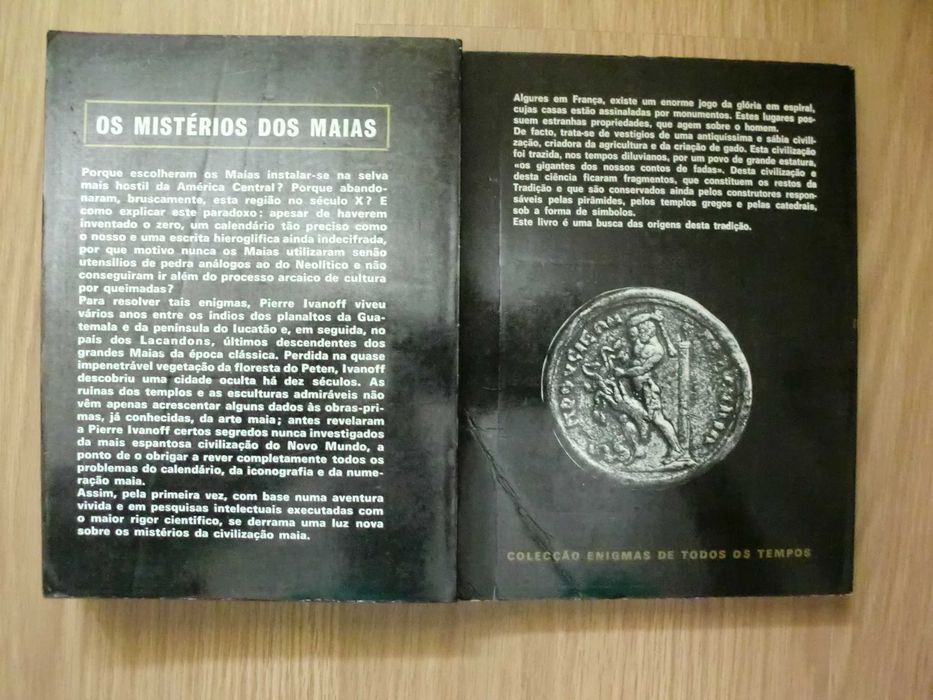 OS MISTÉRIOS DOS MAIAS
Porque escolheram os Maias instalar-se na selva
mais hostil da América Central? Porque abando-
naram, bruscamente, esta região no século X? E
como explicar este paradoxo: apesar de haverem
inventado o zero, um calendário tão preciso como
o nosso e uma escrita hieroglífica ainda indecifrada,
por que motivo nunca os Maias utilizaram senão
utensílios de pedra análogos ao do Neolítico e não
conseguiram ir além do processo arcaico de cultura
por queimadas?
Para resolver tais enigmas, Pierre Ivanoff viveu
vários anos entre os índios dos planaltos da Gua-
temala e da península do Iucatão e, em seguida, no
país dos Lacandons, últimos descendentes dos
grandes Maias da época clássica. Perdida na quase
impenetrável vegetação da floresta do Peten, Ivanoff
descobriu uma cidade oculta há dez séculos. As
ruínas dos templos e as esculturas admiráveis não
vêm apenas acrescentar alguns dados às obras-pri-
mas, já conhecidas, da arte maia; antes revelaram
a Pierre Ivanoff certos segredos nunca investigados
da mais espantosa civilização do Novo Mundo, a
ponto de o obrigar a rever completamente todos os
problemas do calendário, da iconografia e da nume-
ração maia.
Assim, pela primeira vez, com base numa aventura
vivida e em pesquisas intelectuais executadas com
o maior rigor científico, se derrama uma luz nova
sobre os mistérios da civilização maia.
Algures em França, existe um enorme jogo da glória em espiral,
cujas casas estão assinaladas por monumentos. Estes lugares pos-
suem estranhas propriedades, que agem sobre o homem.
De facto, trata-se de vestígios de uma antiquíssima e sábia civili-
zação, criadora da agricultura e da criação de gado. Esta civilização
foi trazida, nos tempos diluvianos, por um povo de grande estatura,
«os gigantes dos nossos contos de fadas». Desta civilização e
desta ciência ficaram fragmentos, que constituem os restos da
Tradição e que são conservados ainda pelos construtores respon-
sáveis pelas pirâmides, pelos templos gregos e pelas catedrais,
sob a forma de símbolos.
Este livro é uma busca das origens desta tradição.
COLECÇÃO ENIGMAS DE TODOS OS TEMPOS